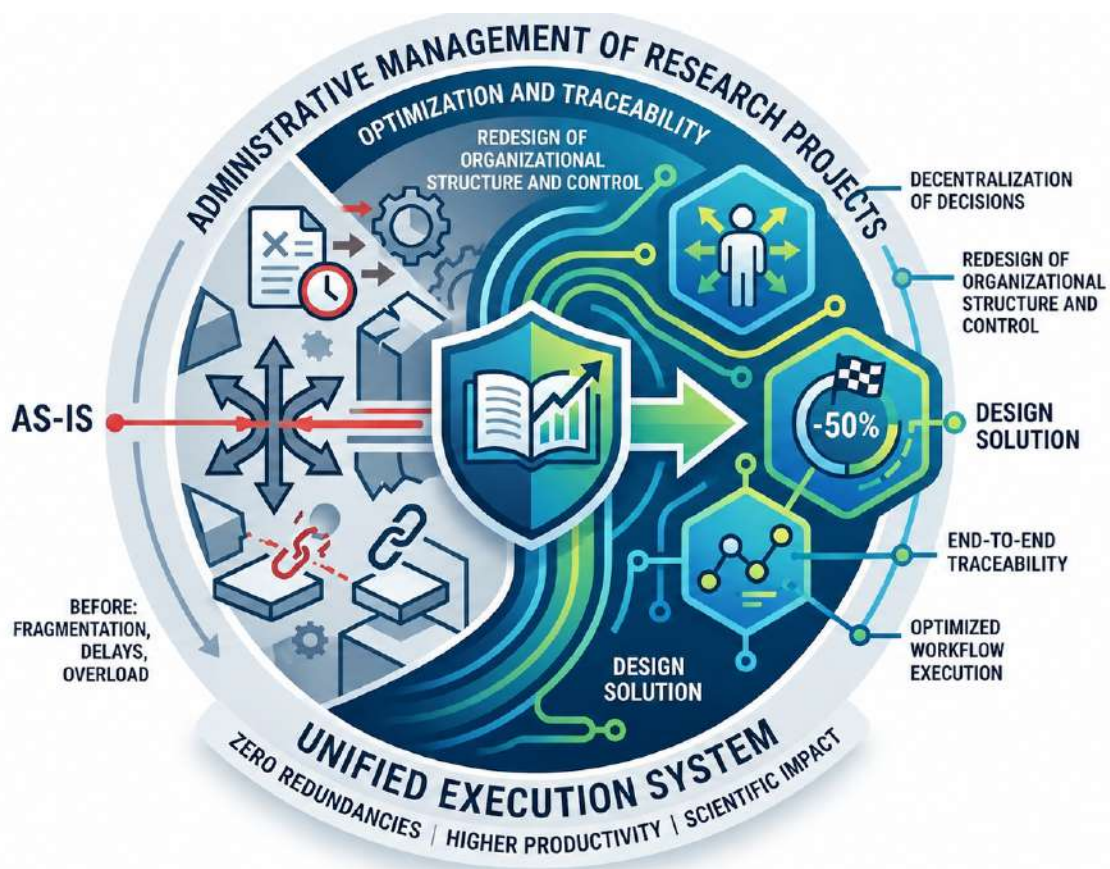 ADMINISTRATIVE MANAGEMENT OF RESEARCH PROJECTS
OPTIMIZATION AND TRACEABILITY
REDESIGN OF
ORGANIZATIONAL
STRUCTURE AND CONTROL
DECENTRALIZATION
OF DECISIONS
REDESIGN OF
ORGANIZATIONAL
STRUCTURE AND
CONTROL
AS-IS
-50%
DESIGN
SOLUTION
END-TO-END
TRACEABILITY
BEFORE:
FRAGMENTATION,
DELAYS,
OVERLOAD
OPTIMIZED
WORKFLOW
EXECUTION
DESIGN
SOLUTION
UNIFIED EXECUTION SYSTEM
ZERO REDUNDANCIES | HIGHER PRODUCTIVITY | SCIENTIFIC IMPACT